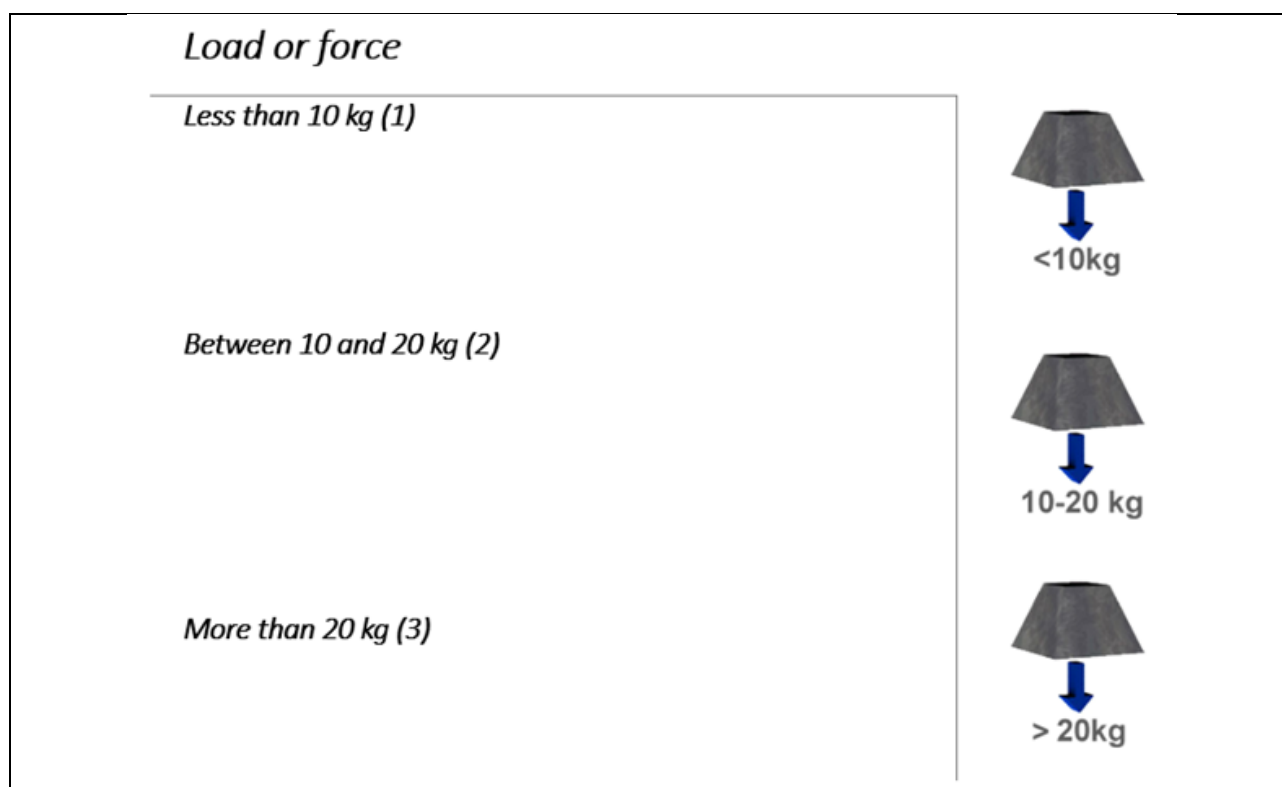 Load or force
Less than 10 kg (1)
<10kg
Between 10 and 20 kg (2)
10-20 kg
More than 20 kg (3)
> 20kg